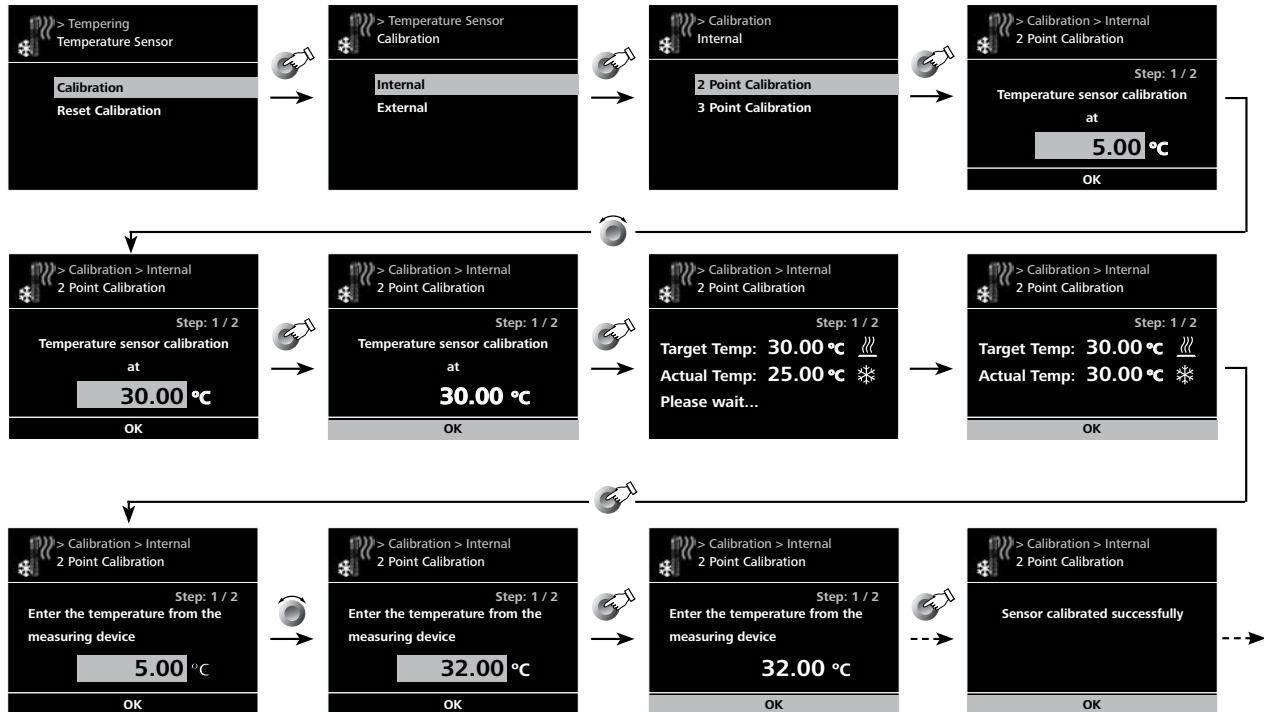 > Tempering
Temperature Sensor
Calibration
Reset Calibration
> Temperature Sensor
Calibration
Internal
External
> Calibration
Internal
2 Point Calibration
3 Point Calibration
> Calibration > Internal
2 Point Calibration
Step: 1 / 2
Temperature sensor calibration
at
5.00 °C
OK
> Calibration > Internal
2 Point Calibration
Step: 1 / 2
Temperature sensor calibration
at
30.00 °C
OK
> Calibration > Internal
2 Point Calibration
Step: 1 / 2
Temperature sensor calibration
at
30.00 °C
OK
> Calibration > Internal
2 Point Calibration
Step: 1 / 2
Target Temp: 30.00 °C
Actual Temp: 25.00 °C
Please wait...
> Calibration > Internal
2 Point Calibration
Step: 1 / 2
Target Temp: 30.00 °C
Actual Temp: 30.00 °C
OK
> Calibration > Internal
2 Point Calibration
Step: 1 / 2
Enter the temperature from the
measuring device
5.00 °C
OK
> Calibration > Internal
2 Point Calibration
Step: 1 / 2
Enter the temperature from the
measuring device
32.00 °C
OK
> Calibration > Internal
2 Point Calibration
Step: 1 / 2
Enter the temperature from the
measuring device
32.00 °C
OK
> Calibration > Internal
2 Point Calibration
Sensor calibrated successfully
OK